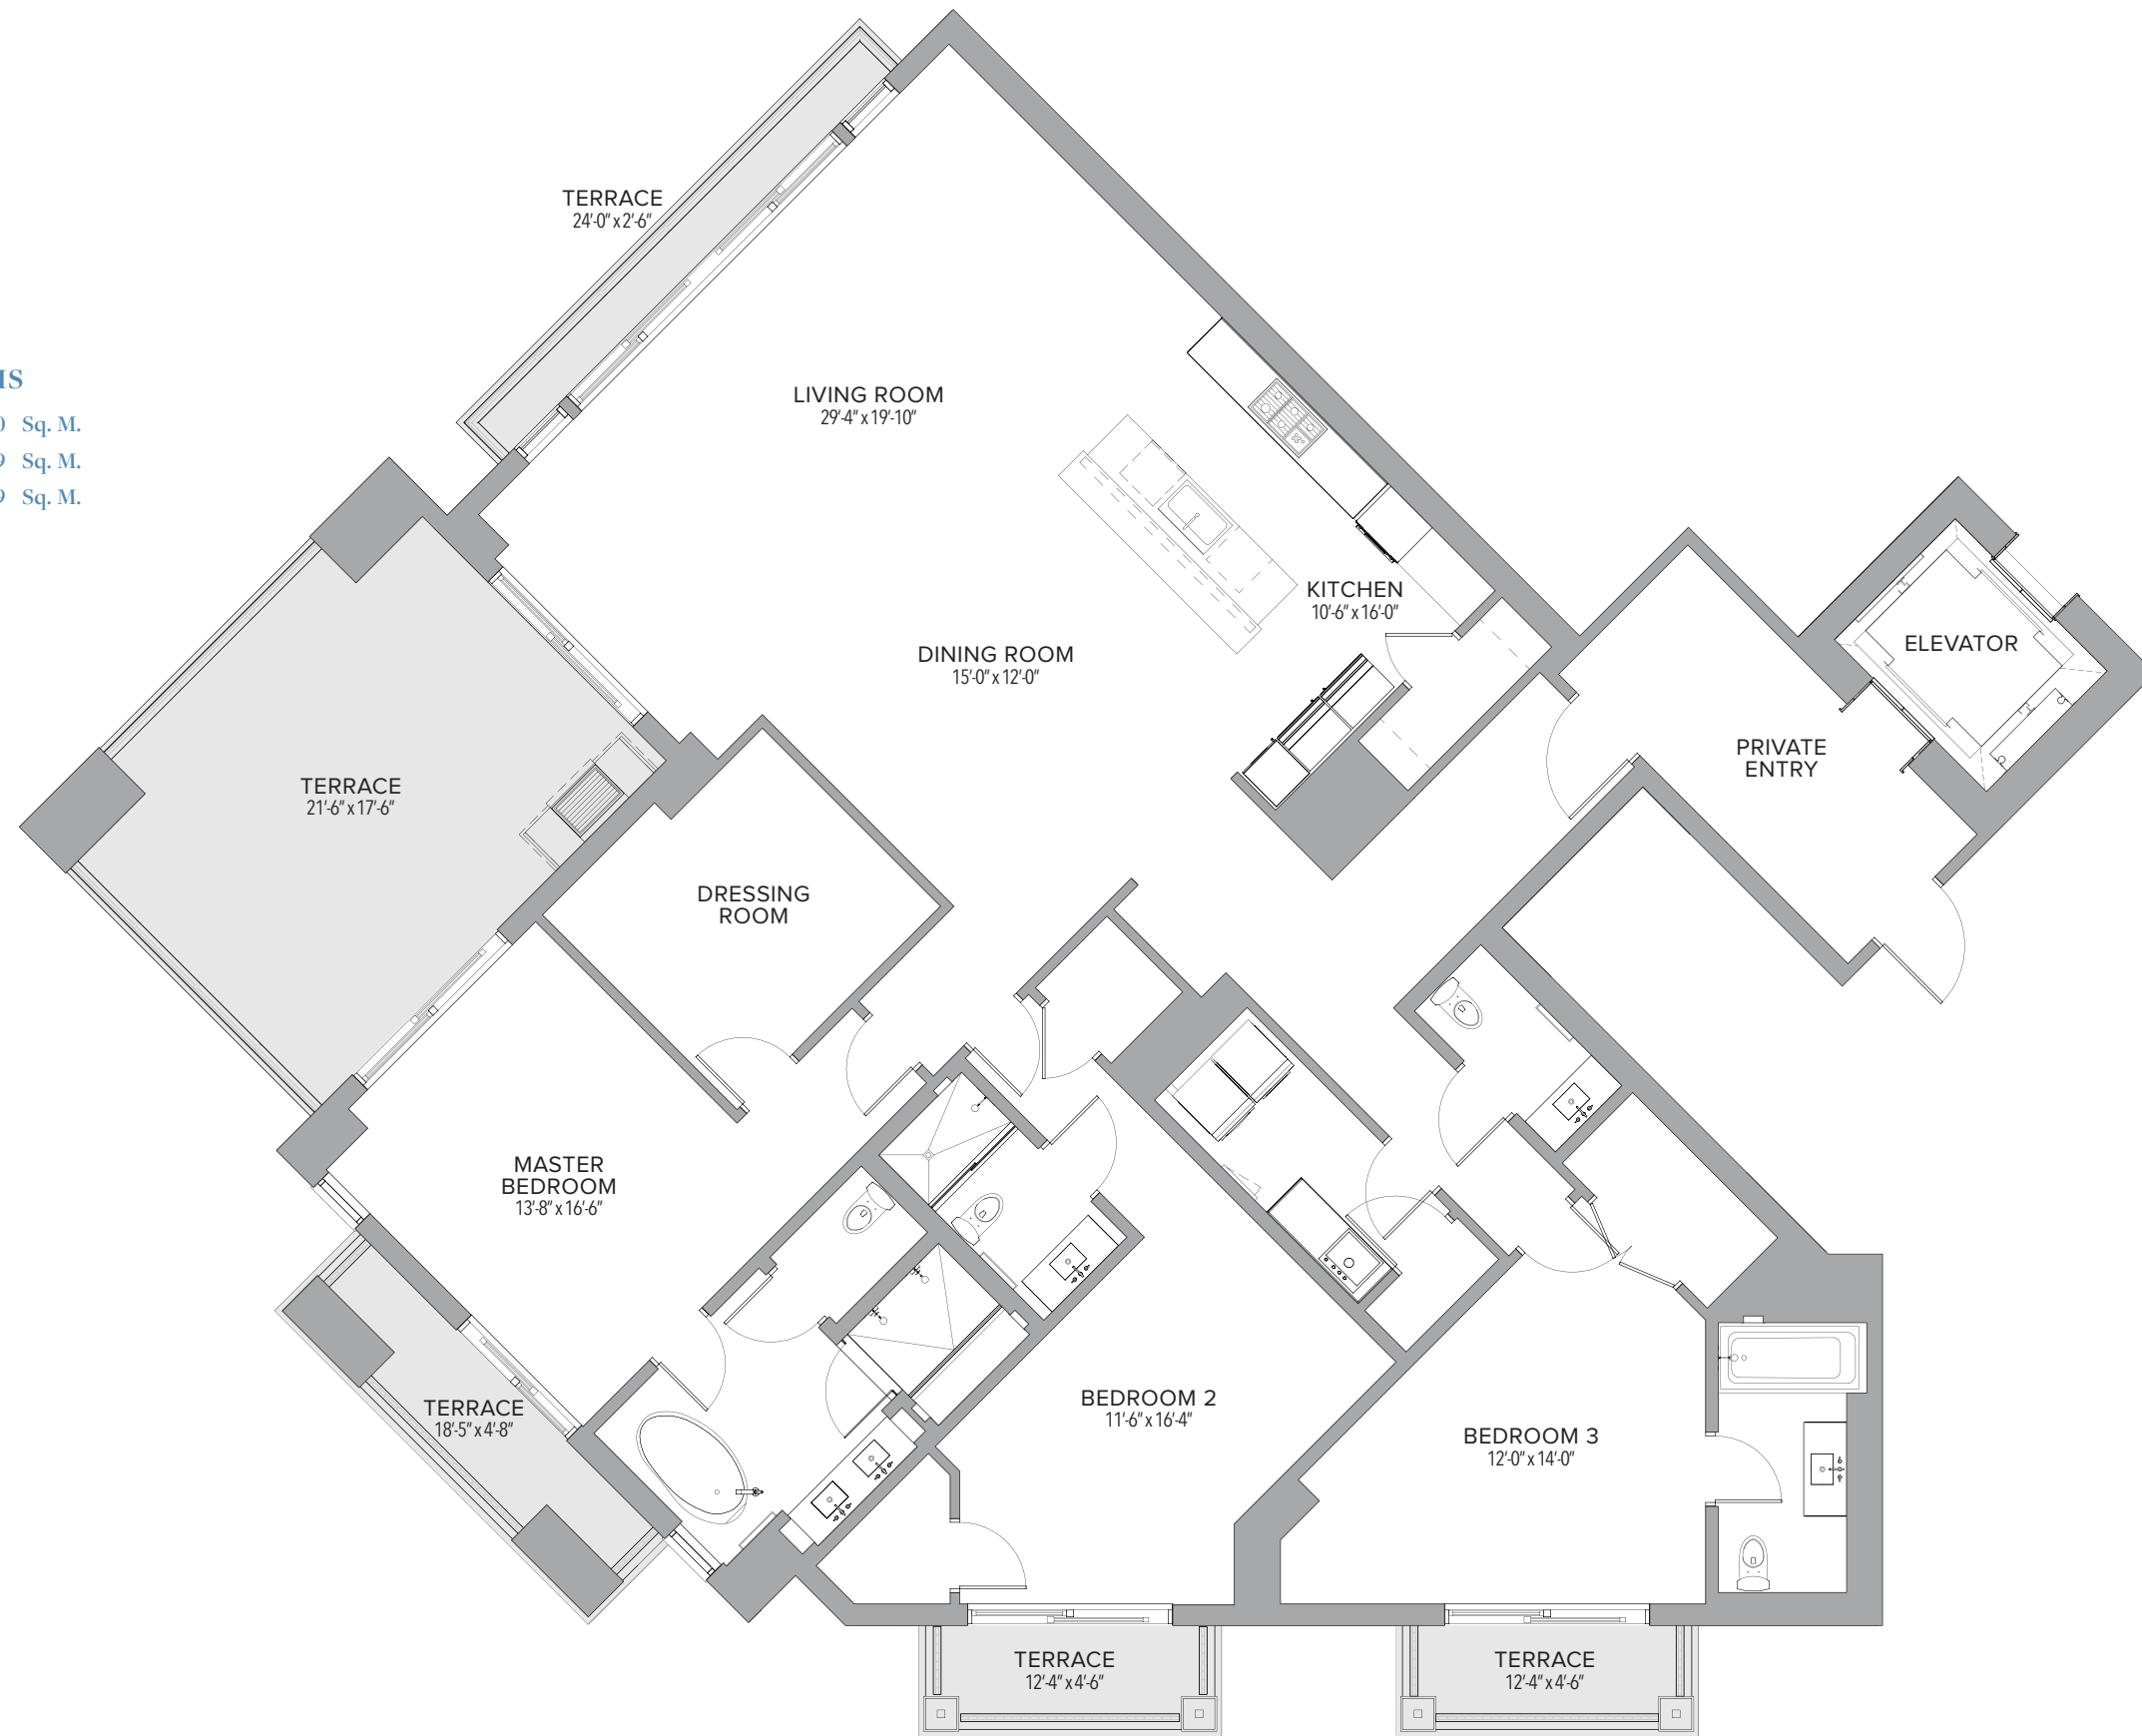 TERRACE
24'-0" x 2'-6"
Sq. M.
Sq. M.
Sq. M.
LIVING ROOM
29'-4" x 19'-10"
KITCHEN
10'-6" x 16'-0"
ELEVATOR
DINING ROOM
15'-0" x 12'-0"
PRIVATE
ENTRY
TERRACE
21'-6" x 17'-6"
DRESSING
ROOM
MASTER
BEDROOM
13'-8" x 16'-6"
TERRACE
18'-5" x 4'-8"
BEDROOM 2
11'-6" x 16'-4"
BEDROOM 3
12'-0" x 14'-0"
TERRACE
12'-4" x 4'-6"
TERRACE
12'-4" x 4'-6"